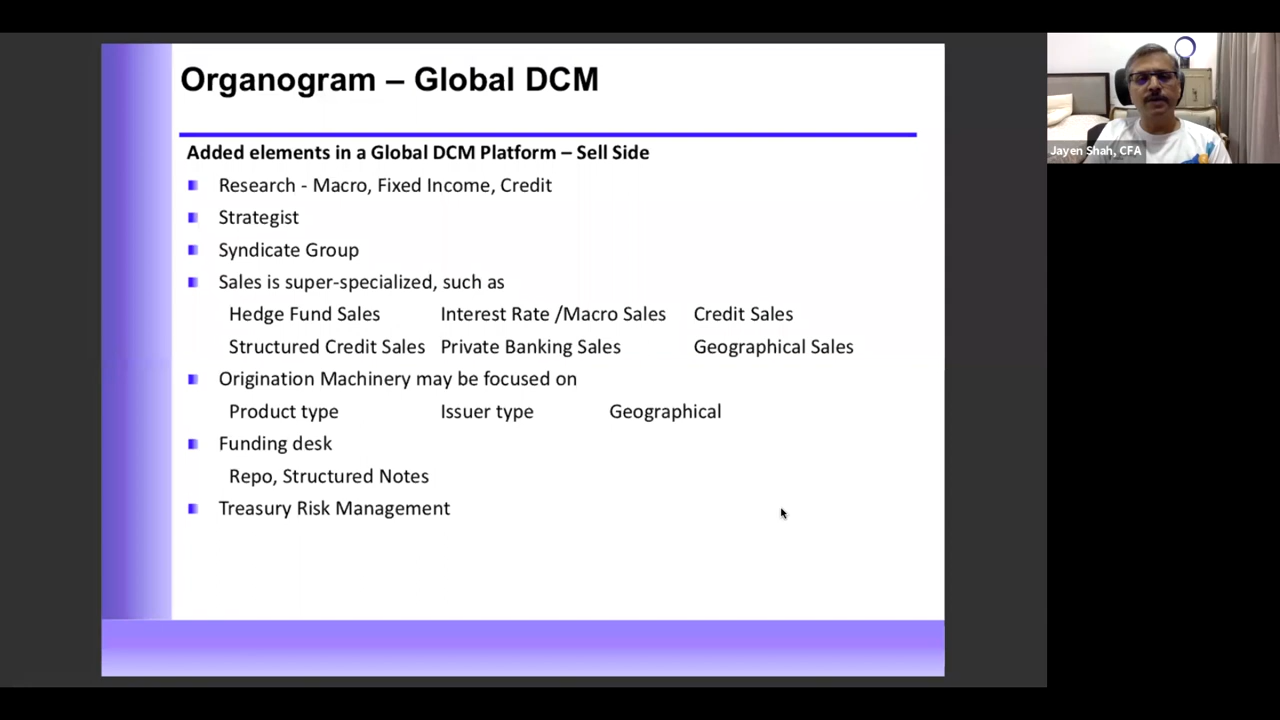 Organogram – Global DCM
Added elements in a Global DCM Platform – Sell Side
Research - Macro, Fixed Income, Credit
Strategist
Syndicate Group
Sales is super-specialized, such as
Hedge Fund Sales Interest Rate /Macro Sales Credit Sales
Structured Credit Sales Private Banking Sales Geographical Sales
Origination Machinery may be focused on
Product type Issuer type Geographical
Funding desk
Repo, Structured Notes
Treasury Risk Management
Jayen Shah, CFA